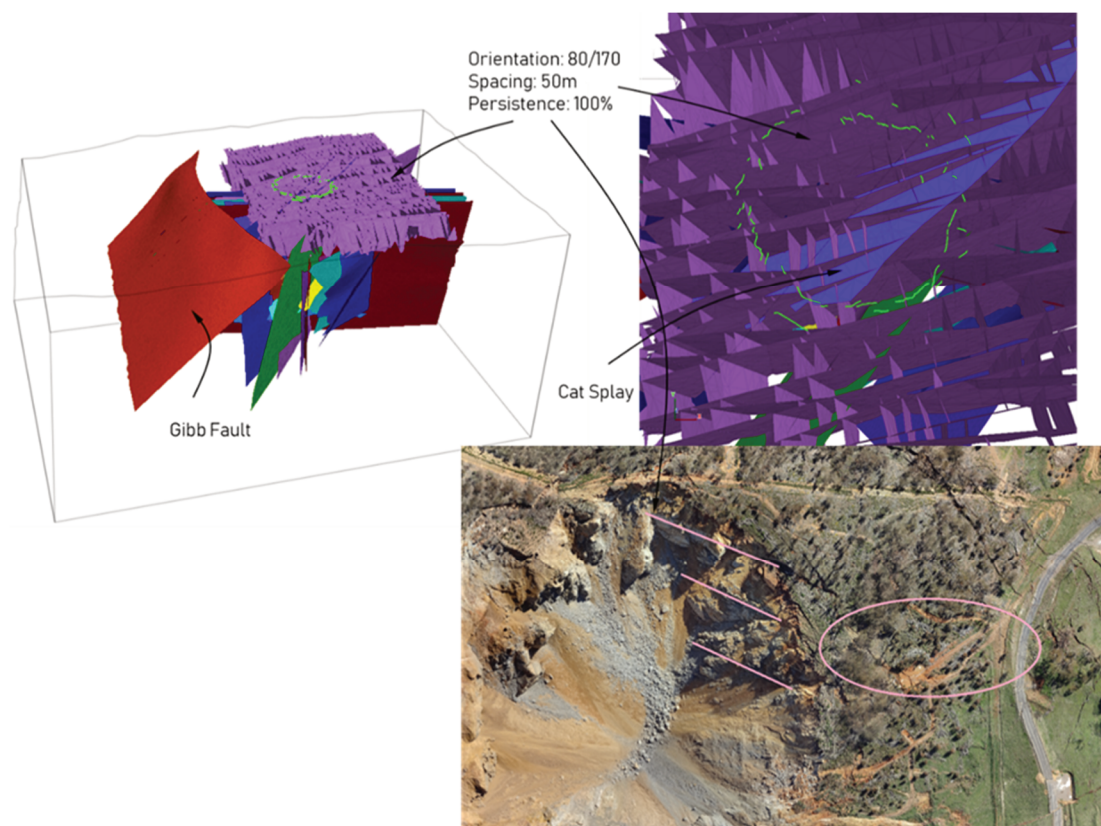 Orientation: 80/170
Spacing: 50m
Persistence: 100%
Cat Splay
Gibb Fault